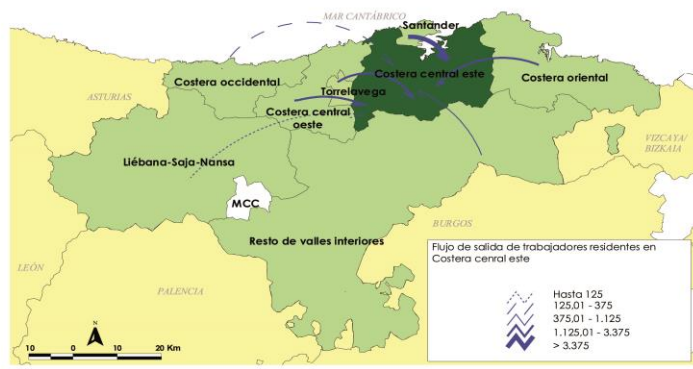 MAR CANTÁBRICO
Santander
Costera occidental
Costera central este
Costera oriental
ASTURIAS
Torrelavega
Costera central
oeste
VIZCAYA/
BIZKAIA
Liébana-Saja-Nansa
MCC
BURGOS
Resto de valles interiores
LEÓN
PALENCIA
Flujo de salida de trabajadores residentes en
Costera cenral este
Hasta 125
125,01 - 375
375,01 - 1.125
1.125,01 - 3.375
> 3.375
N
10 0 10 20 Km